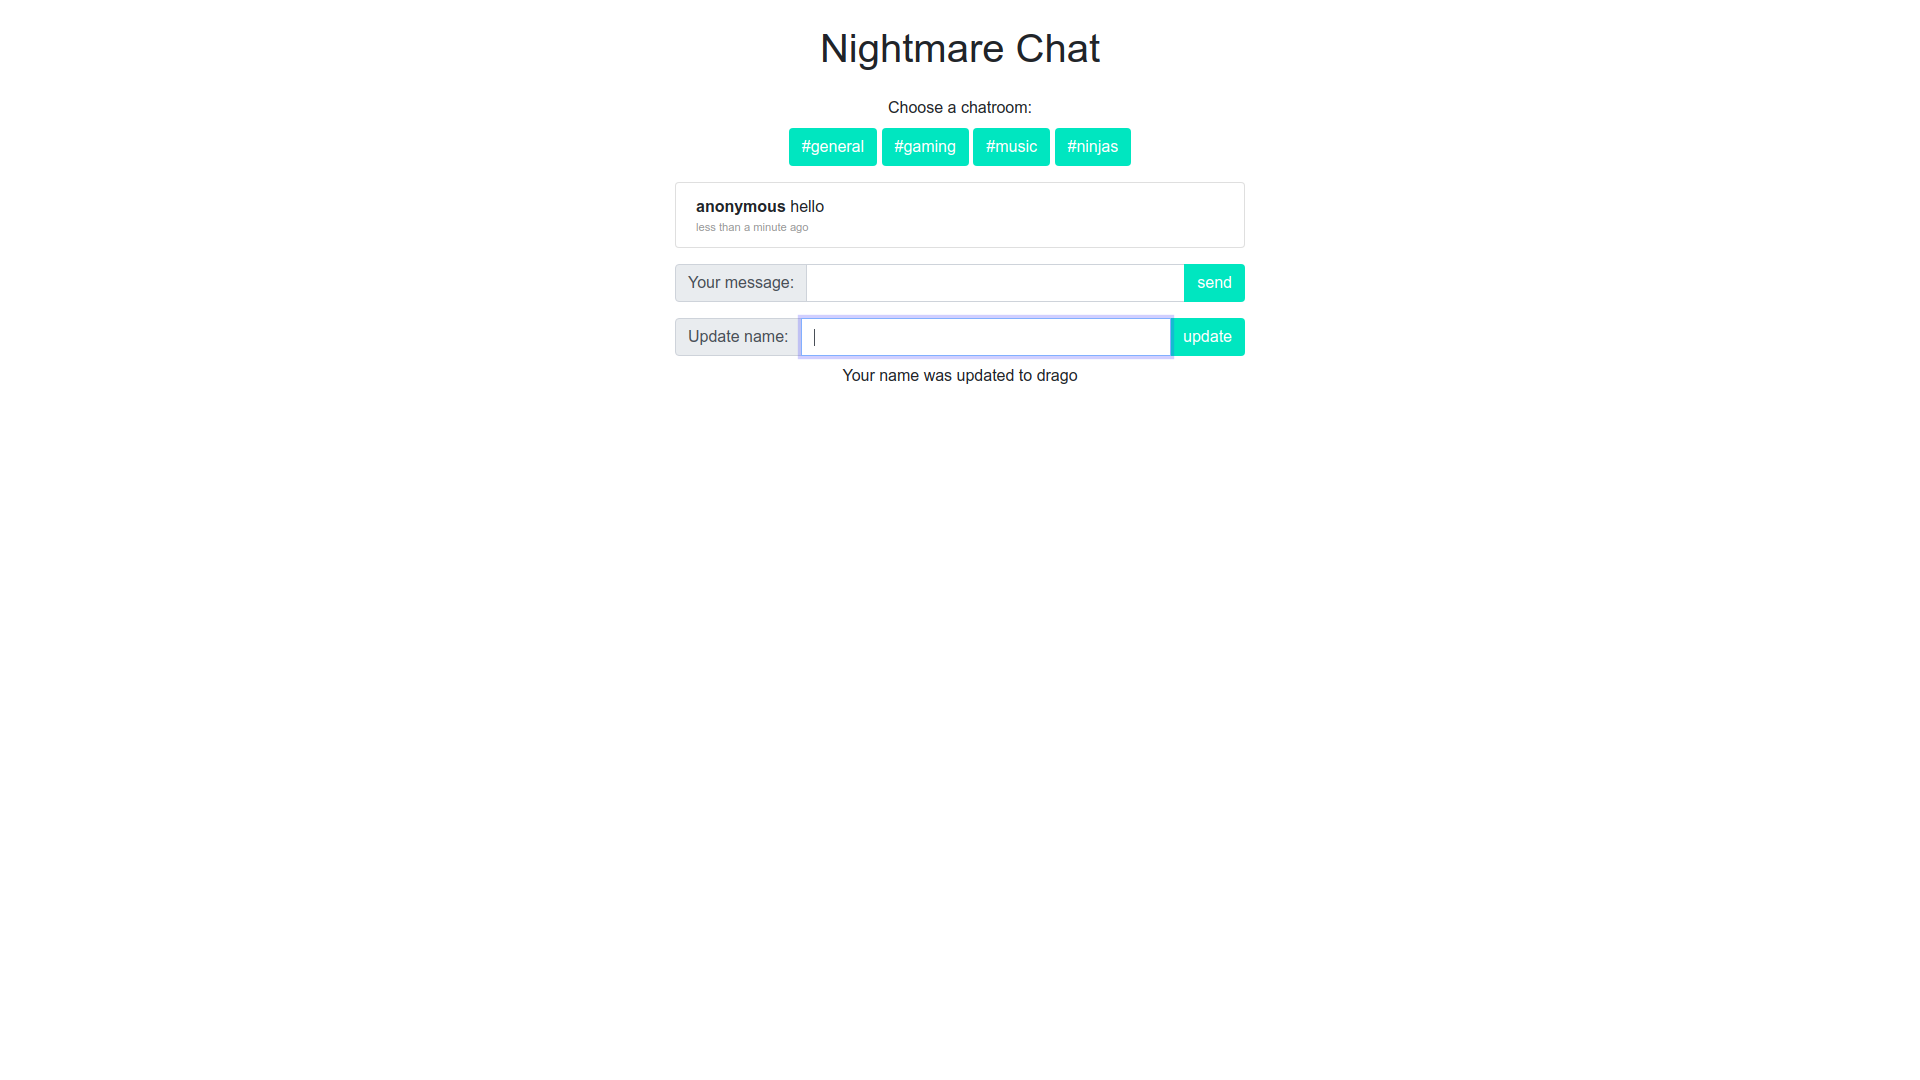 Nightmare Chat
Choose a chatroom:
#general #gaming #music #ninjas
anonymous hello
less than a minute ago
Your message: send
Update name: update
Your name was updated to drago